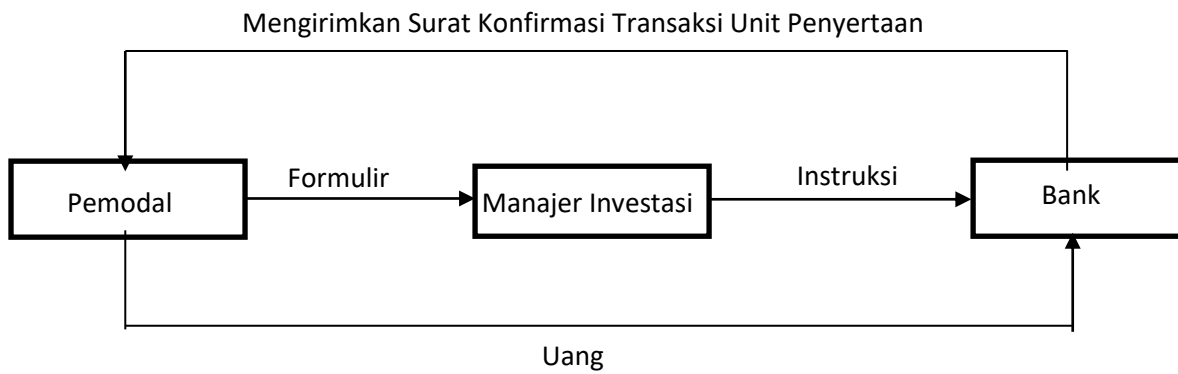 Mengirimkan Surat Konfirmasi Transaksi Unit Penyertaan
Formulir
Instruksi
Pemodal
Manajer Investasi
Bank
Uang